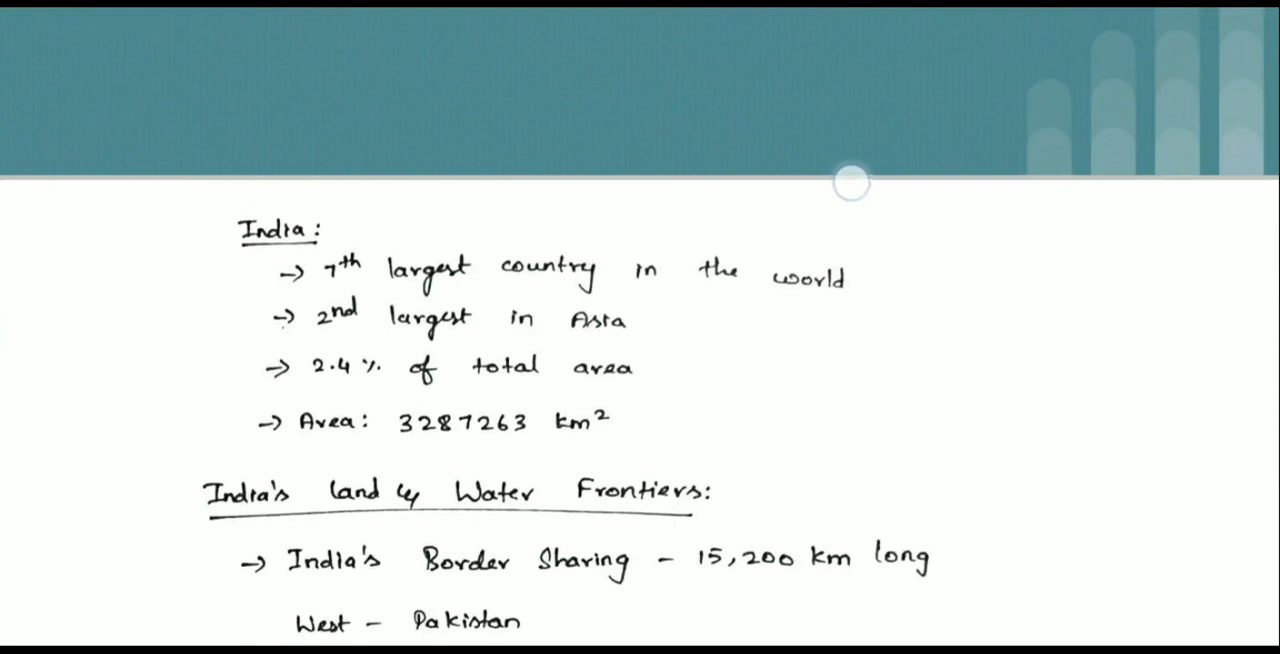 India:
→ 7th largest country in the world
→ 2nd largest in Asia
→ 2.4 % of total area
→ Area: 3287263 km²
India's land & Water Frontiers:
→ India's Border Sharing - 15,200 km long
West - Pakistan